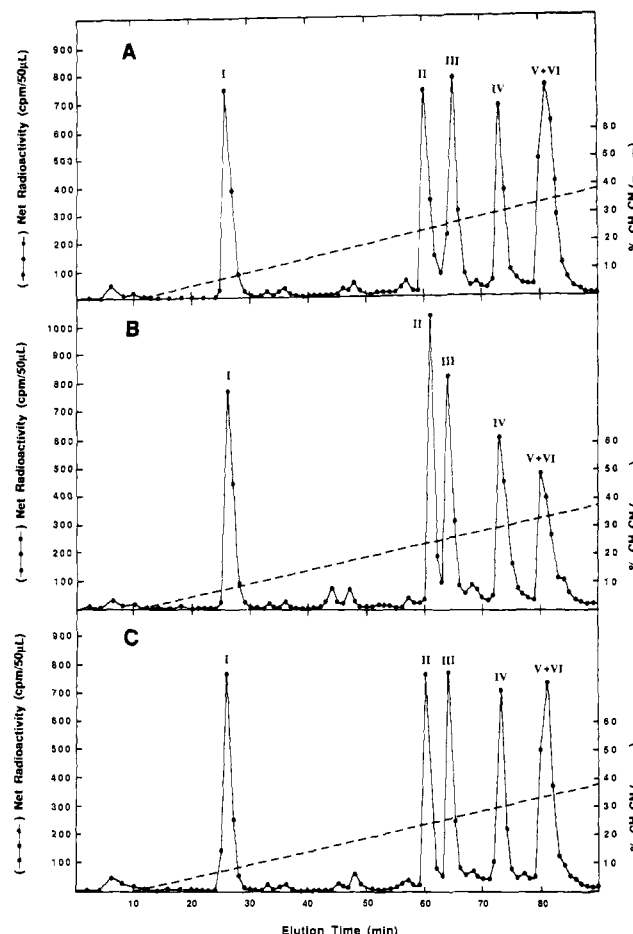 A
(-•-•-•-) Net Radioactivity (cpm/50µL)
900
800
700
600
500
400
300
200
100
I
II
III
IV
V+VI
60
50
40
30
20
10
B
(-•-•-•-) Net Radioactivity (cpm/50µL)
1000
900
800
700
600
500
400
300
200
100
I
II
III
IV
V+VI
60
50
40
30
20
10
C
(-•-•-•-) Net Radioactivity (cpm/50µL)
900
800
700
600
500
400
300
200
100
I
II
III
IV
V+VI
60
50
40
30
20
10
10 20 30 40 50 60 70 80
Elution Time (min)